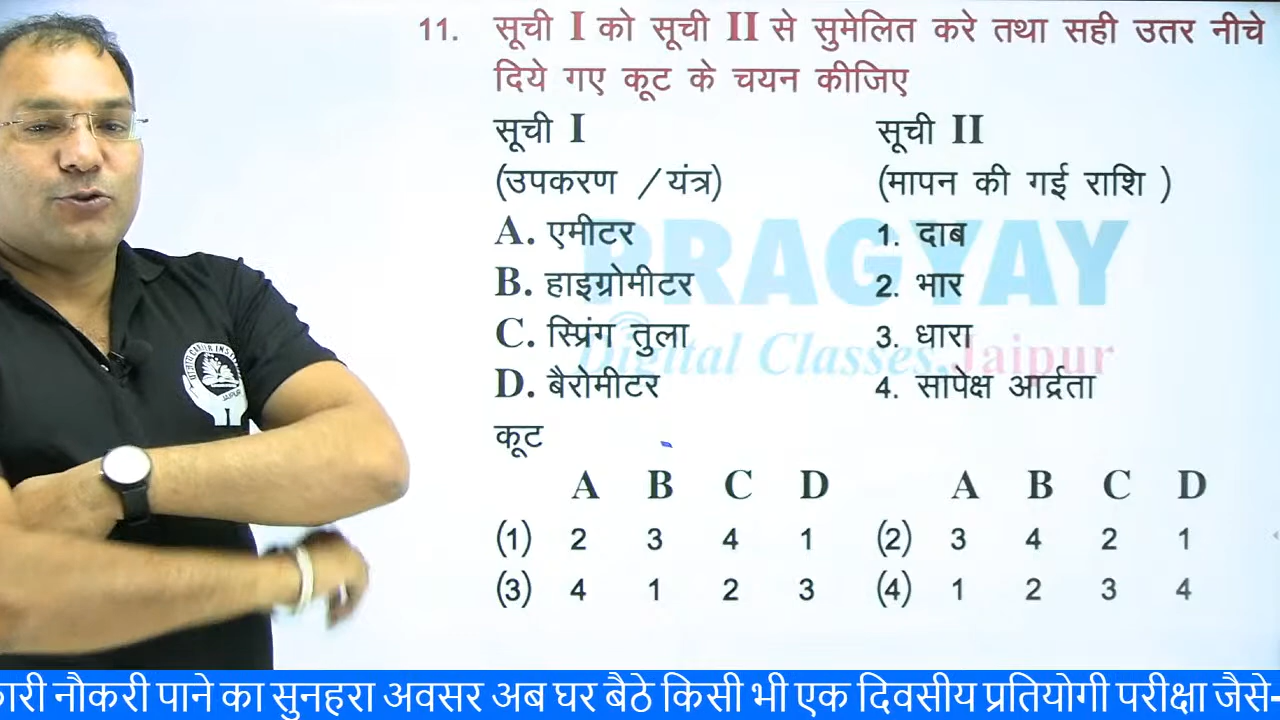 11. सूची I को सूची II से सुमेलित करे तथा सही उतर नीचे
दिये गए कूट के चयन कीजिए
सूची I सूची II
(उपकरण / यंत्र) (मापन की गई राशि )
A. एमीटर 1. दाब
B. हाइग्रोमीटर 2. भार
C. स्प्रिंग तुला 3. धारा
D. बैरोमीटर 4. सापेक्ष आर्द्रता
PRAGYAY
Digital Classes, Jaipur
कूट
A B C D A B C D
(1) 2 3 4 1 (2) 3 4 2 1
(3) 4 1 2 3 (4) 1 2 3 4
JAIPUR
नौकरी पाने का सुनहरा अवसर अब घर बैठे किसी भी एक दिवसीय प्रतियोगी परीक्षा जैसे-